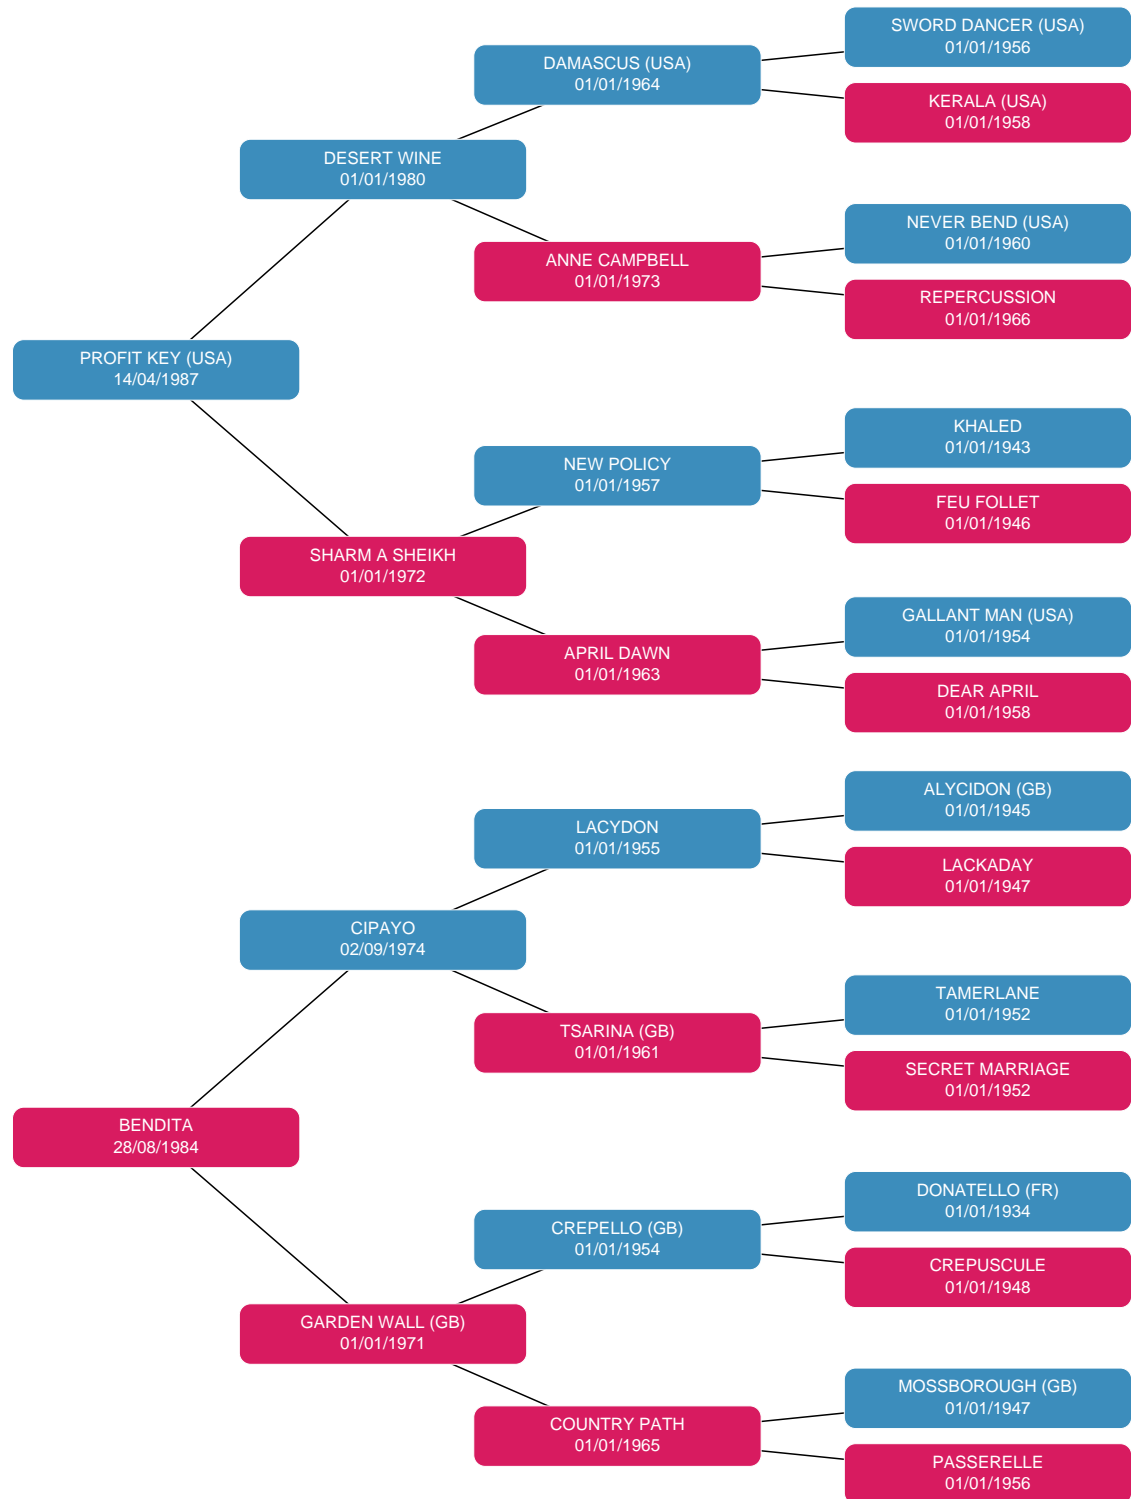 SWORD DANCER (USA)
01/01/1956
DAMASCUS (USA)
01/01/1964
KERALA (USA)
01/01/1958
DESERT WINE
01/01/1980
NEVER BEND (USA)
01/01/1960
ANNE CAMPBELL
01/01/1973
REPERCUSSION
01/01/1966
PROFIT KEY (USA)
14/04/1987
KHALED
01/01/1943
NEW POLICY
01/01/1957
FEU FOLLET
01/01/1946
SHARM A SHEIKH
01/01/1972
GALLANT MAN (USA)
01/01/1954
APRIL DAWN
01/01/1963
DEAR APRIL
01/01/1958
ALYCIDON (GB)
01/01/1945
LACYDON
01/01/1955
LACKADAY
01/01/1947
CIPAYO
02/09/1974
TAMERLANE
01/01/1952
TSARINA (GB)
01/01/1961
SECRET MARRIAGE
01/01/1952
BENDITA
28/08/1984
DONATELLO (FR)
01/01/1934
CREPELLO (GB)
01/01/1954
CREPUSCULE
01/01/1948
GARDEN WALL (GB)
01/01/1971
MOSSBOROUGH (GB)
01/01/1947
COUNTRY PATH
01/01/1965
PASSERELLE
01/01/1956